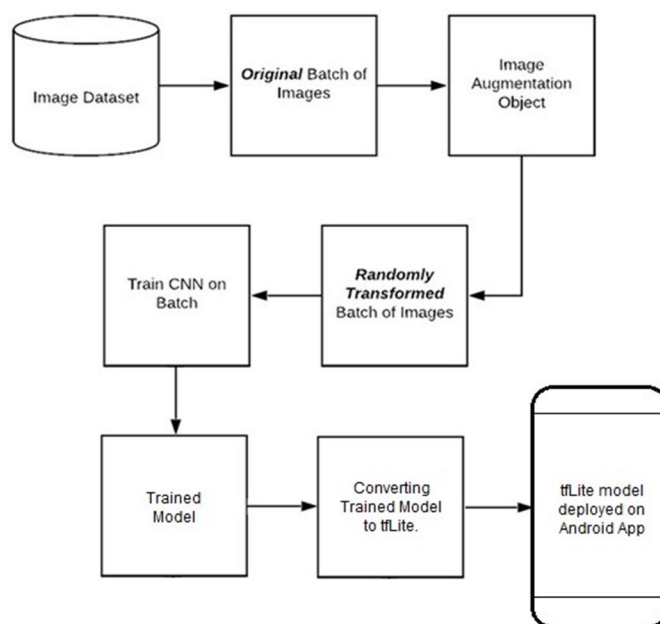 Image Dataset
Original Batch of
Images
Image
Augmentation
Object
Randomly
Transformed
Batch of Images
Train CNN on
Batch
Trained
Model
Converting
Trained Model
to tfLite.
tfLite model
deployed on
Android App